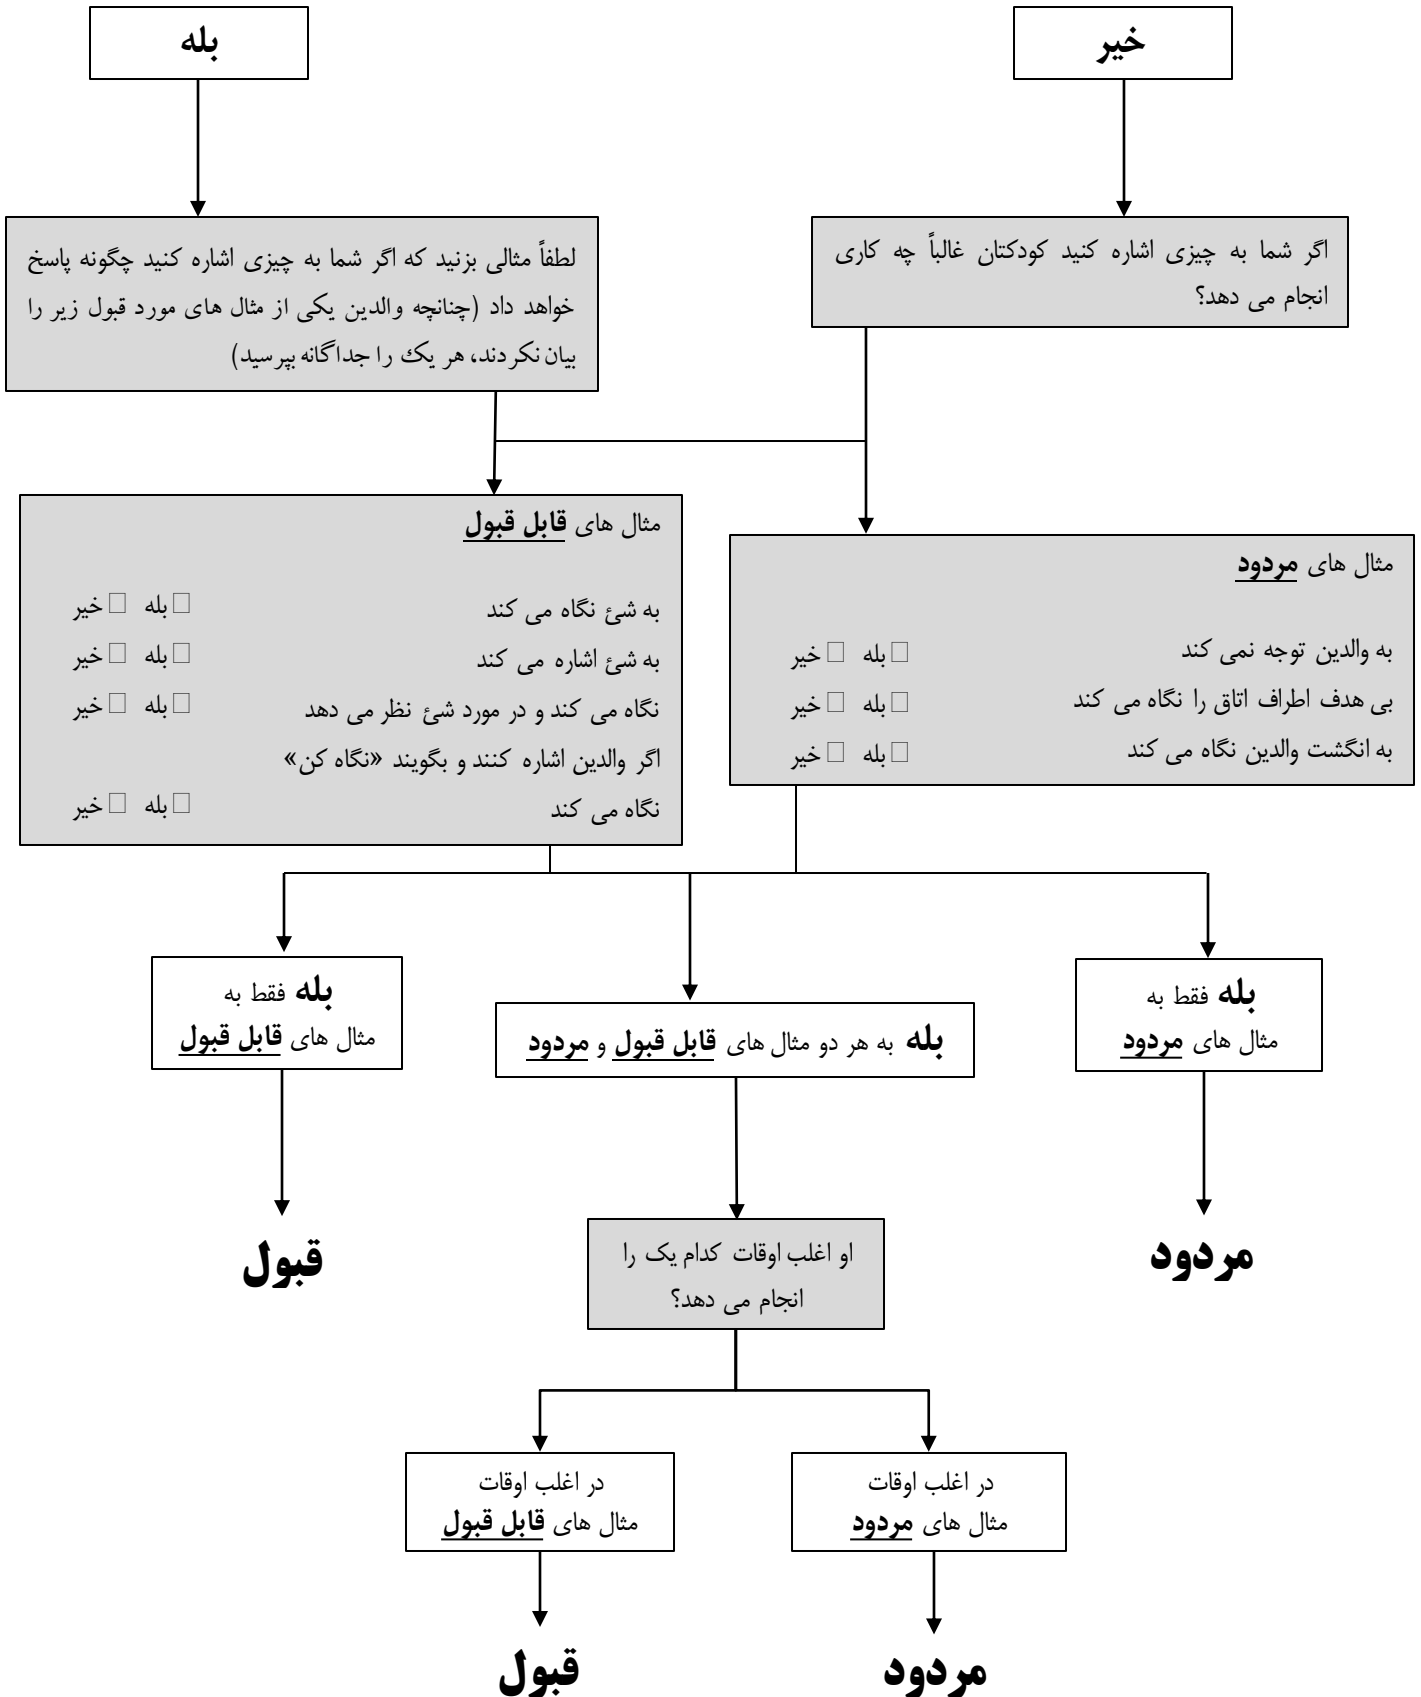 خیر
بله
اگر شما به چیزی اشاره کنید کودکتان غالباً چه کاری
انجام می دهد؟
لطفاً مثالی بزنید که اگر شما به چیزی اشاره کنید چگونه پاسخ
خواهد داد (چنانچه والدین یکی از مثال های مورد قبول زیر را
بیان نکردند، هر یک را جداگانه بپرسید)
مثال های مردود
به والدین توجه نمی کند □بله □خیر
بی هدف اطراف اتاق را نگاه می کند □بله □خیر
به انگشت والدین نگاه می کند □بله □خیر
مثال های قابل قبول
به شئ نگاه می کند □بله □خیر
به شئ اشاره می کند □بله □خیر
نگاه می کند و در مورد شئ نظر می دهد □بله □خیر
اگر والدین اشاره کنند و بگویند «نگاه کن»
نگاه می کند □بله □خیر
بله فقط به
مثال های مردود
بله به هر دو مثال های قابل قبول و مردود
بله فقط به
مثال های قابل قبول
مردود
قبول
او اغلب اوقات کدام یک را
انجام می دهد؟
در اغلب اوقات
مثال های مردود
در اغلب اوقات
مثال های قابل قبول
مردود
قبول